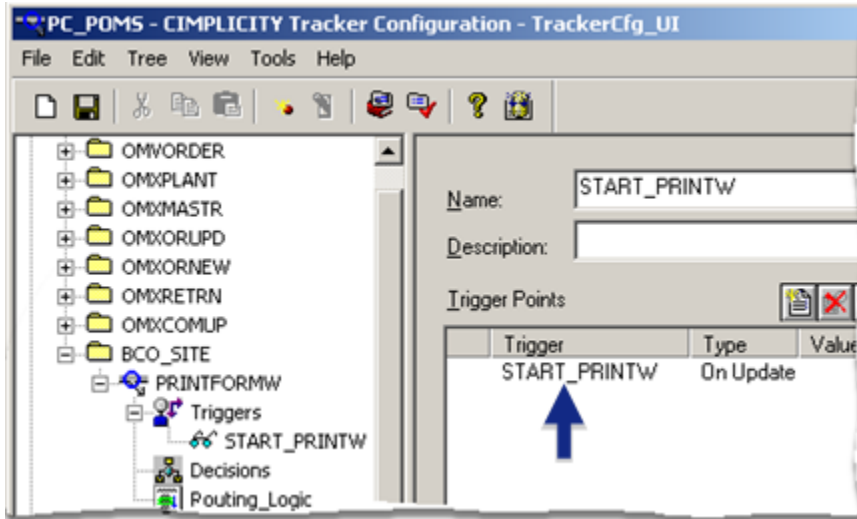 PC_POMS - CIMPLICITY Tracker Configuration - TrackerCfg_UI
File Edit Tree View Tools Help
OMVORDER
OMXPLANT
OMXMASTR
OMXORUPD
OMXORNEW
OMXRETRN
OMXCOMUP
BCO_SITE
PRINTFORMW
Triggers
START_PRINTW
Decisions
Routing_Logic
Name: START_PRINTW
Description:
Trigger Points
Trigger Type Value
START_PRINTW On Update